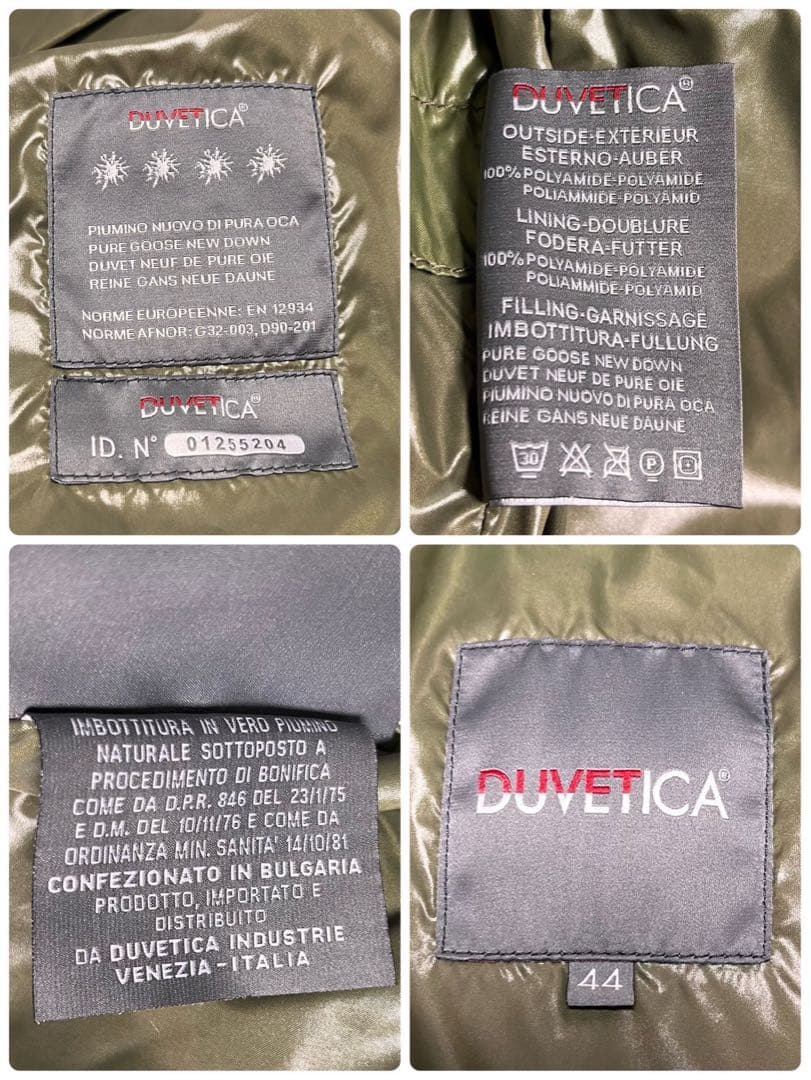 DUVETICA®
PIUMINO NUOVO DI PURA OCA
PURE GOOSE NEW DOWN
DUVET NEUF DE PURE OIE
REINE GANS NEUE DAUNE
NORME EUROPEENNE: EN 12934
NORME AFNOR: G32-003, D90-201
DUVETICA®
ID. N° 01255204
DUVETICA®
OUTSIDE-EXTERIEUR
ESTERNO-AUBER
100% POLYAMIDE-POLYAMIDE
POLIAMMIDE-POLYAMID
LINING-DOUBLURE
FODERA-FUTTER
100% POLYAMIDE-POLYAMIDE
POLIAMMEDE-POLYAMID
FILLING-GARNISSAGE
IMBOTTITURA-FULLUNG
PURE GOOSE NEW DOWN
DUVET NEUF DE PURE OIE
PIUMINO NUOVO DI PURA OCA
REINE GANS NEUE DAUNE
30 P
IMBOTTITURA IN VERO PIUMINO
NATURALE SOTTOPOSTO A
PROCEDIMENTO DI BONIFICA
COME DA D.P.R. 846 DEL 23/1/75
E D.M. DEL 10/11/76 E COME DA
ORDINANZA MIN. SANITA' 14/10/81
CONFEZIONATO IN BULGARIA
PRODOTTO, IMPORTATO E
DISTRIBUITO
DA DUVETICA INDUSTRIE
VENEZIA-ITALIA
DUVETICA®
44